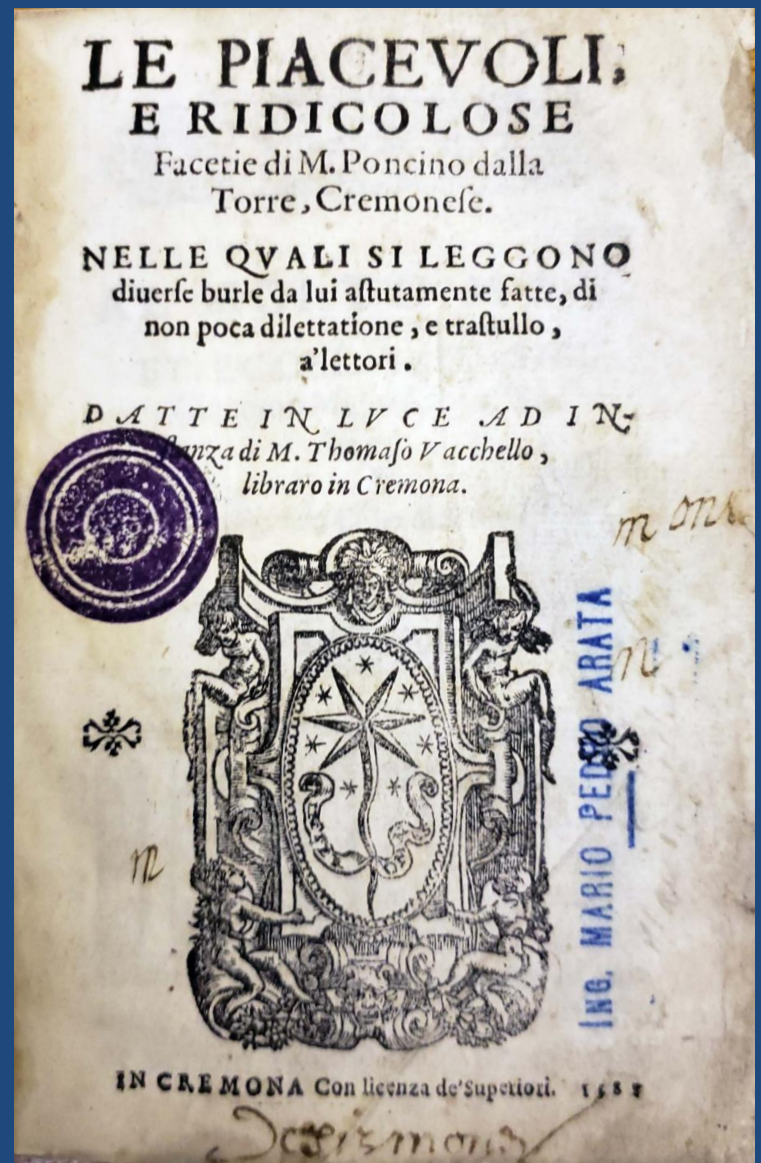 LE PIACEVOLI,
E RIDICOLOSE
Facetie di M. Poncino dalla
Torre, Cremoneſe.
NELLE QVALI SI LEGGONO
diuerſe burle da lui aſtutamente fatte, di
non poca dilettatione, e traſtullo,
a'lettori.
DATTE IN LVCE AD IN-
ſtanza di M. Thomaſo Vacchello,
libraro in Cremona.
m
ING. MARIO PEDRO ARATA
IN CREMONA Con licenza de'Superiori.